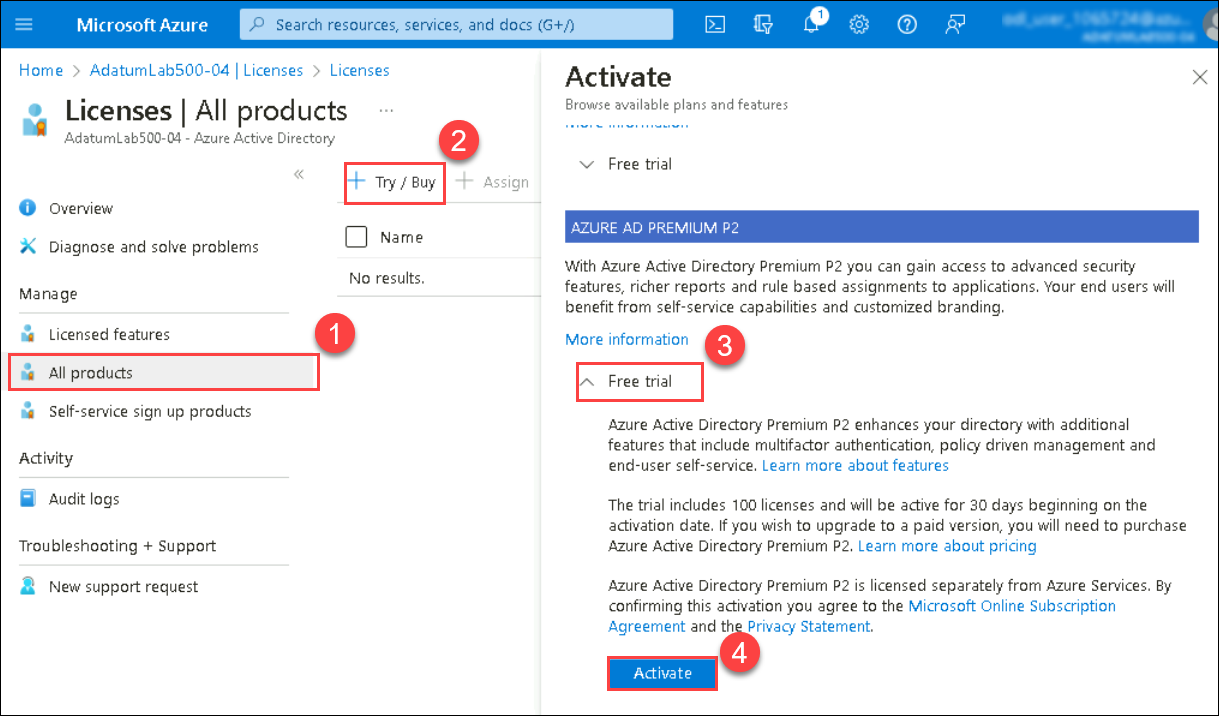 Microsoft Azure
Search resources, services, and docs (G+/)
1
Home > AdatumLab500-04 | Licenses > Licenses
Licenses | All products ...
AdatumLab500-04 - Azure Active Directory
«
Overview
Diagnose and solve problems
Manage
Licensed features
1
All products
Self-service sign up products
Activity
Audit logs
Troubleshooting + Support
New support request
2
+ Try / Buy
+ Assign
Name
No results.
Activate
Browse available plans and features
More information
Free trial
AZURE AD PREMIUM P2
With Azure Active Directory Premium P2 you can gain access to advanced security
features, richer reports and rule based assignments to applications. Your end users will
benefit from self-service capabilities and customized branding.
More information
3
Free trial
Azure Active Directory Premium P2 enhances your directory with additional
features that include multifactor authentication, policy driven management and
end-user self-service. Learn more about features
The trial includes 100 licenses and will be active for 30 days beginning on the
activation date. If you wish to upgrade to a paid version, you will need to purchase
Azure Active Directory Premium P2. Learn more about pricing
Azure Active Directory Premium P2 is licensed separately from Azure Services. By
confirming this activation you agree to the Microsoft Online Subscription
Agreement and the Privacy Statement.
4
Activate